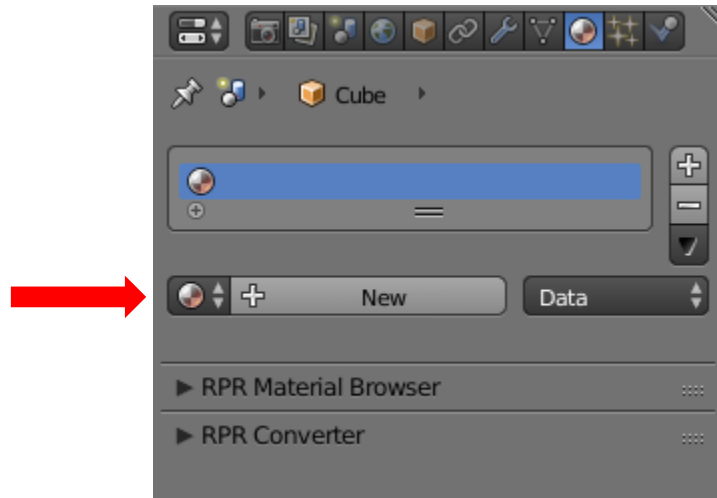 Cube
New
Data
RPR Material Browser
RPR Converter